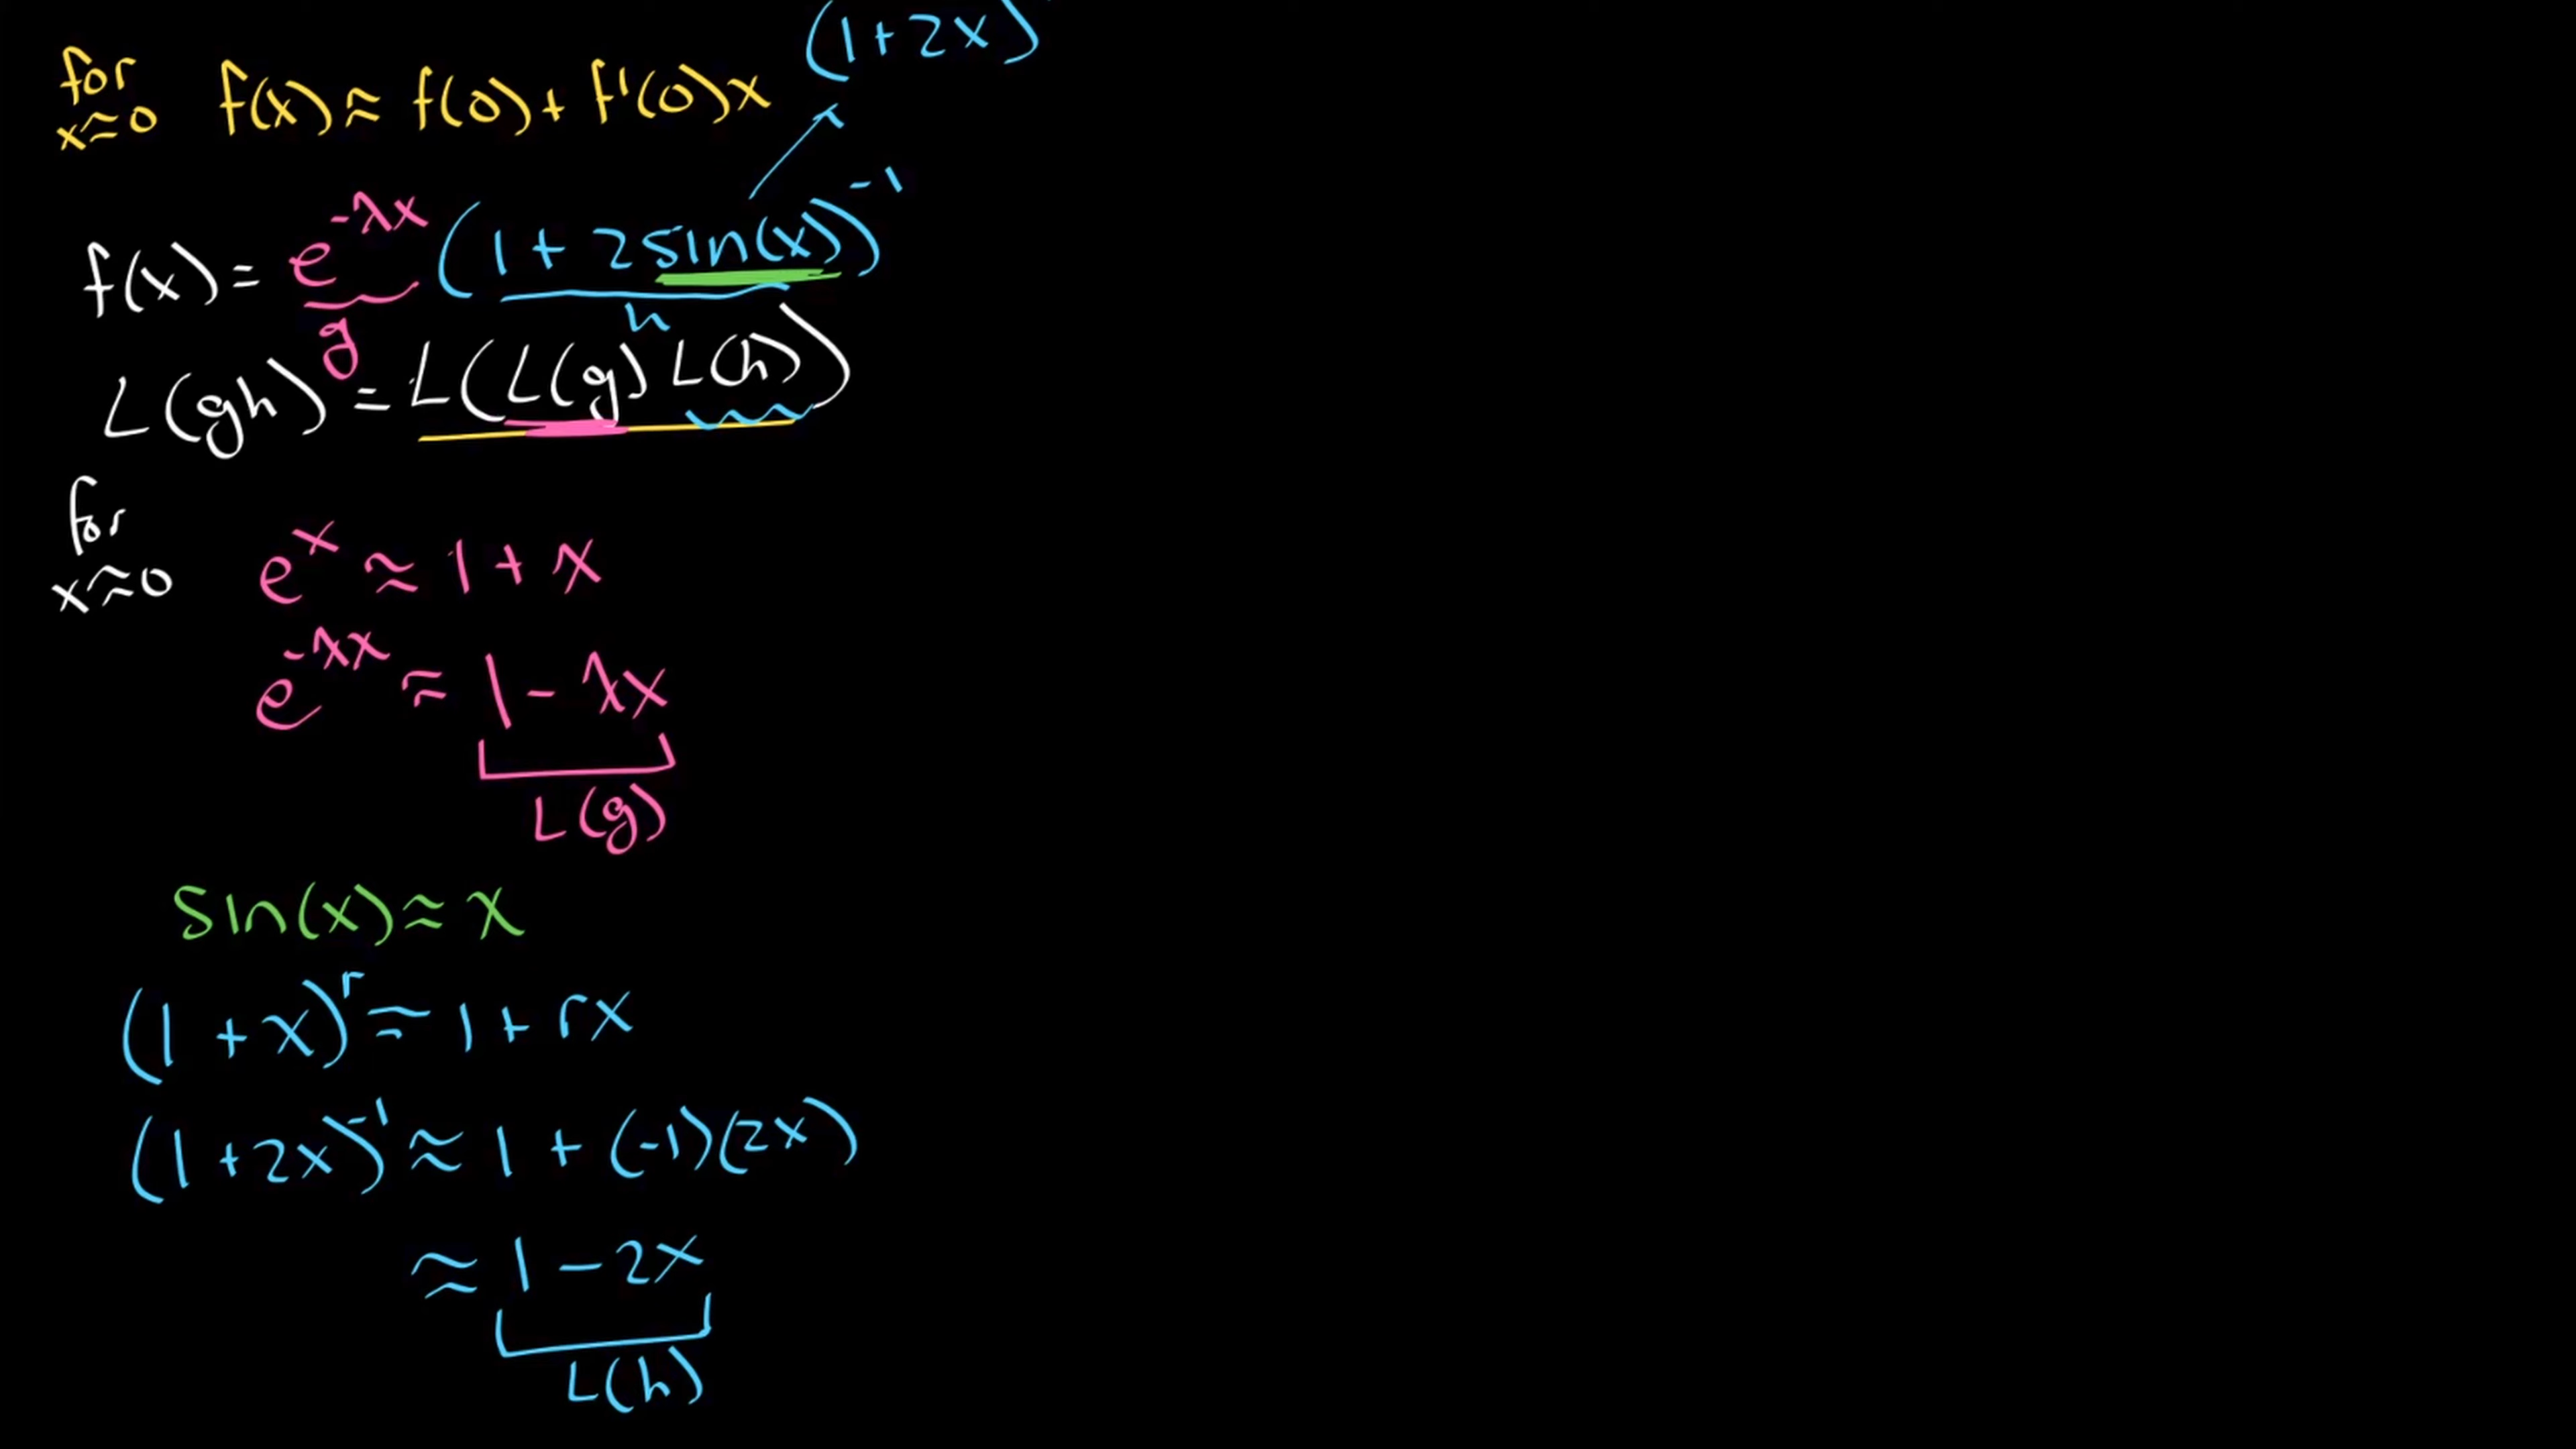 (1+2x)
for x≈0 f(x)≈f(0)+f'(0)x
f(x)=e^{-λx}(1+2sin(x))^{-1}
g h
L(gh)=L(L(g)L(h))
for x≈0 e^x≈1+x
e^{-λx}≈1-λx
L(g)
sin(x)≈x
(1+x)^r≈1+rx
(1+2x)^{-1}≈1+(-1)(2x)
≈1-2x
L(h)